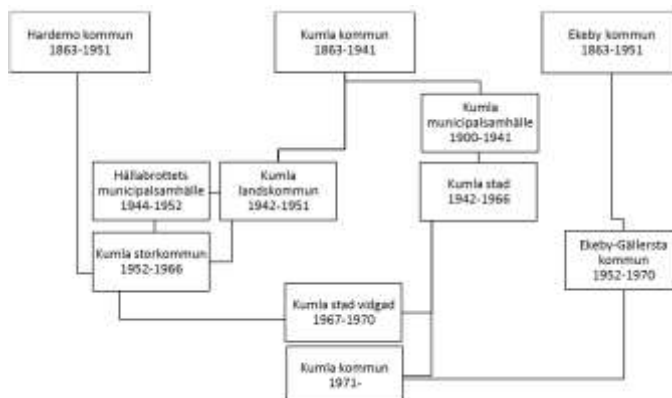 Hardemo kommun
1863-1951
Kumla kommun
1863-1941
Ekeby kommun
1863-1951
Kumla
municipalsamhälle
1900-1941
Hällabrottets
municipalsamhälle
1944-1952
Kumla
landskommun
1942-1951
Kumla stad
1942-1966
Kumla storkommun
1952-1966
Ekeby-Gällersta
kommun
1952-1970
Kumla stad vidgad
1967-1970
Kumla kommun
1971-